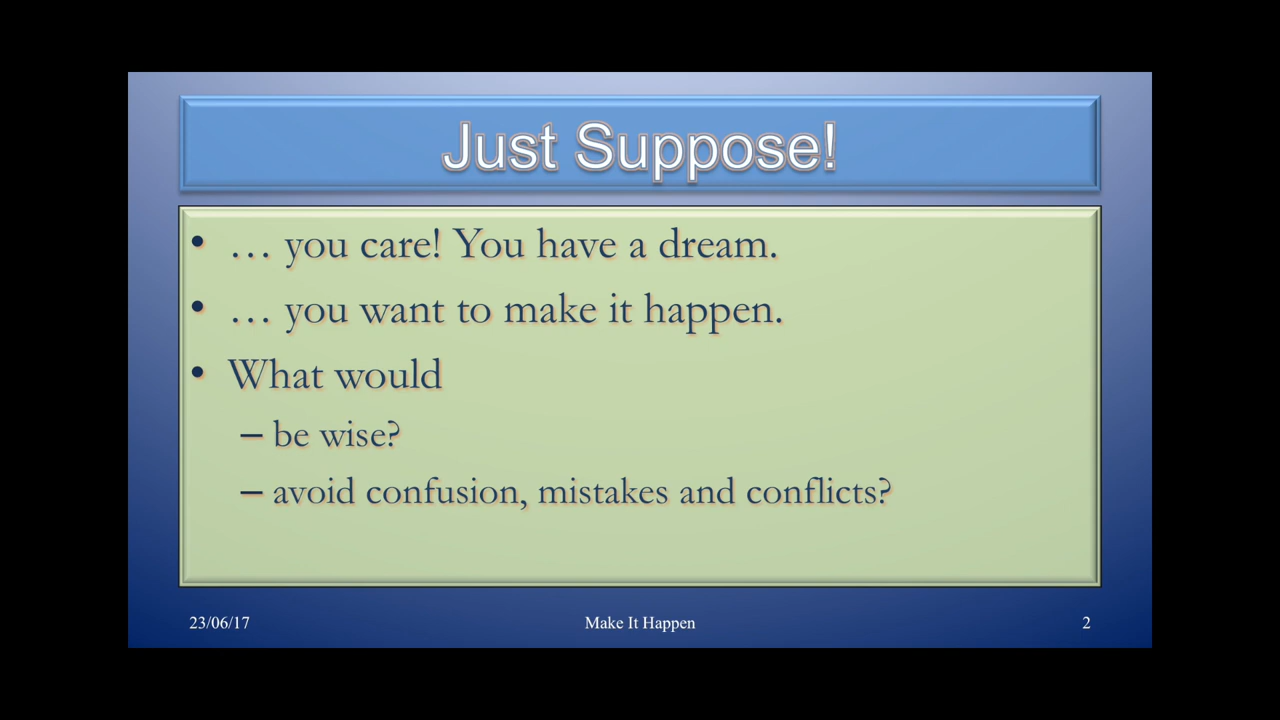 Just Suppose!
• … you care! You have a dream.
• … you want to make it happen.
• What would
– be wise?
– avoid confusion, mistakes and conflicts?
23/06/17
Make It Happen
2